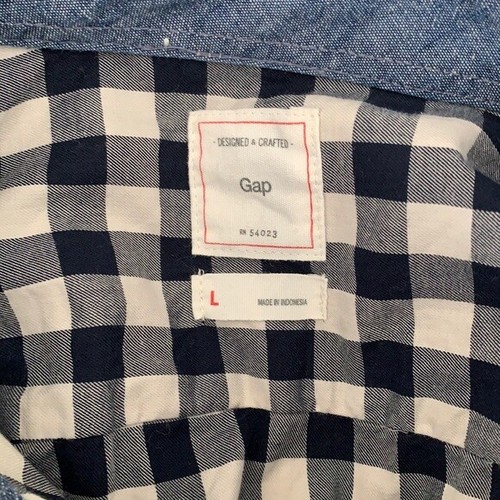 - DESIGNED & CRAFTED -
Gap
RN 54023
L MADE IN INDONESIA